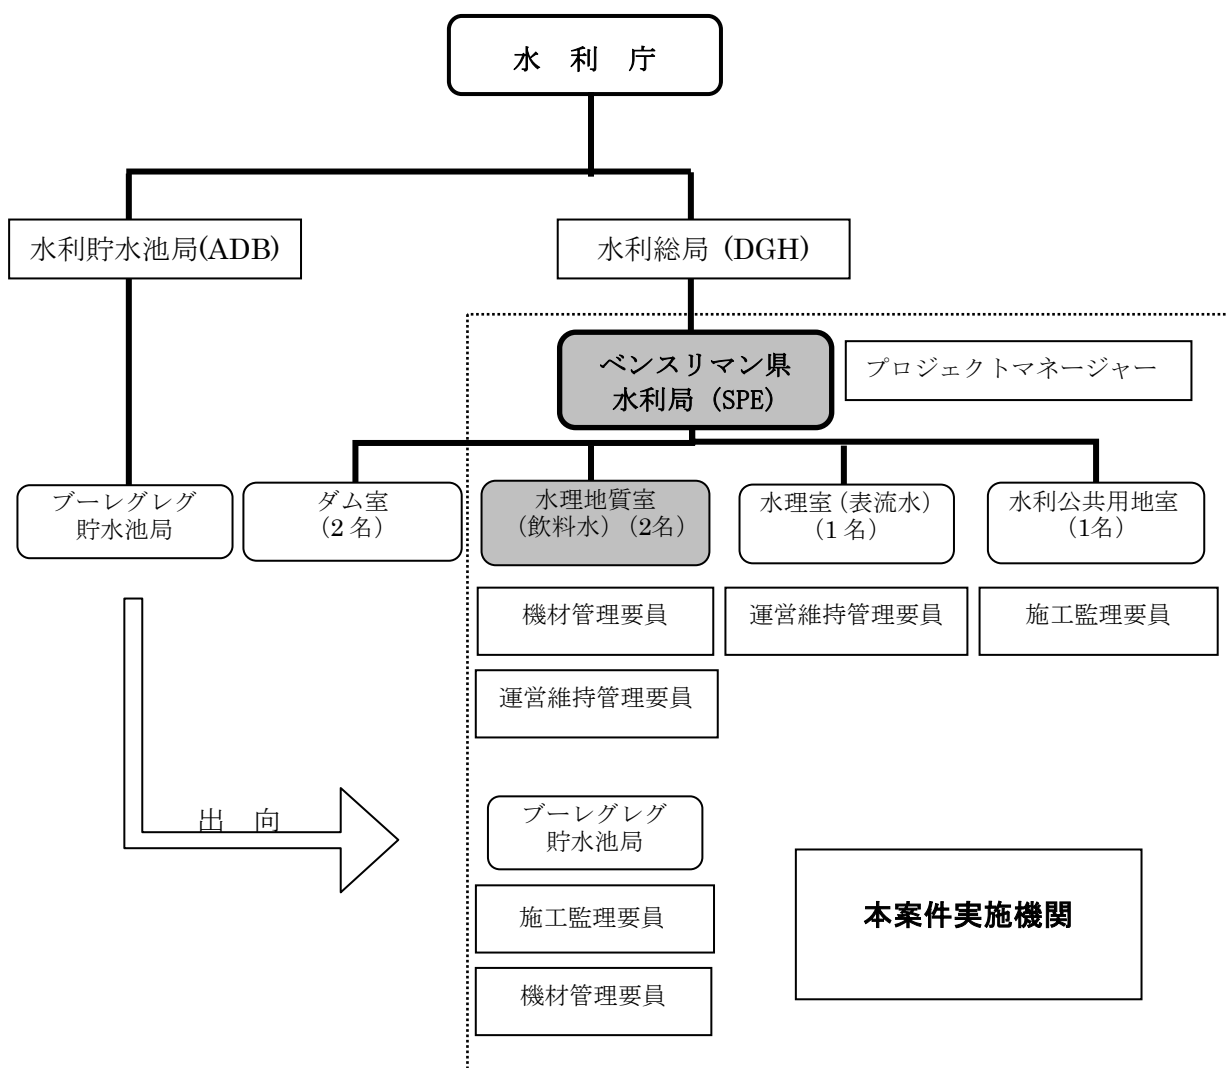 水　利　庁
水利貯水池局(ADB)
水利総局 (DGH)
ベンスリマン県
水利局（SPE）
プロジェクトマネージャー
ブーレグレグ
貯水池局
ダム室
（2 名）
水理地質室
（飲料水）（2名）
水理室（表流水）
（1 名）
水利公共用地室
（1名）
機材管理要員
運営維持管理要員
施工監理要員
運営維持管理要員
出　向
ブーレグレグ
貯水池局
施工監理要員
機材管理要員
本案件実施機関